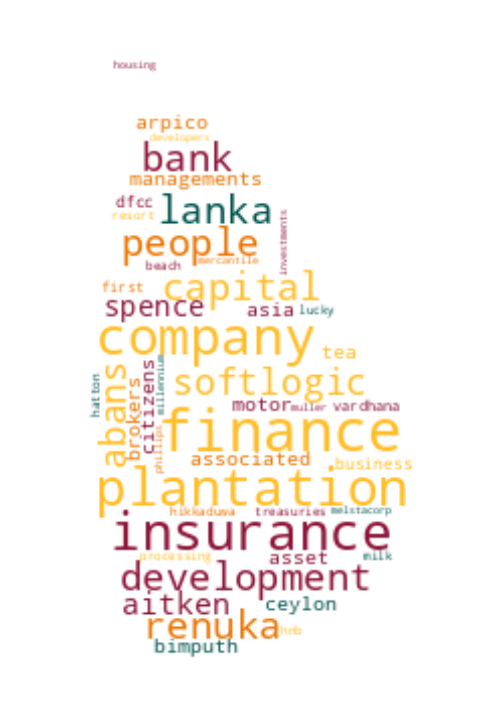 housing
arpico
developers
bank
managements
dfcc
lanka
resort
people
investments
mercantile
beach
first
capital
spence
asia
lucky
company
tea
softlogic
abans
hatton
brokers
citizens
millennium
motor
muller
vardhana
finance
phillips
associated
business
plantation
hikkaduwa
treasuries
melstacorp
insurance
processing
asset
milk
development
aitken
ceylon
renuka
hnb
bimputh